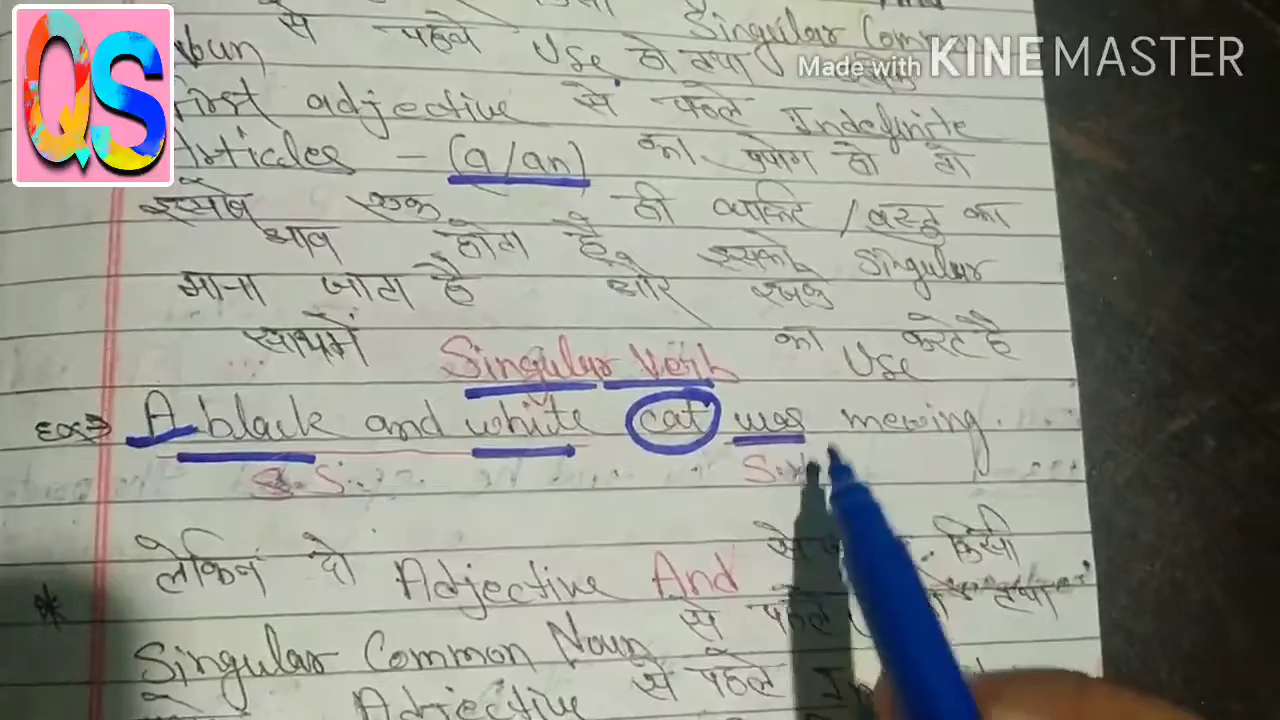 QS
Made with KINEMASTER
से पहले Singular Common
Noun से पहले Use हो तथा
First adjective से पहले Indefinite
Articles - (a/an) का प्रयोग हो तो
इससे एक ही व्यक्ति / वस्तु का
भाव होता है, इसको Singular
माना जाता है और इसके
साथमें Singular Verb का Use करते है
Ex⇒ A black and white cat was mewing.
S.S. S.V
* लेकिन दो Adjective And से किसी
Singular Common Noun से पहले तथा
Adjective से पहले